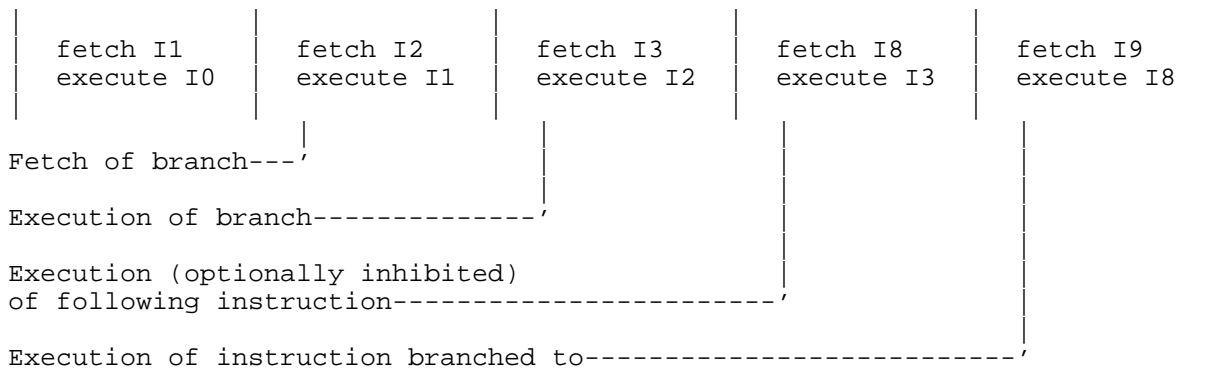 fetch I1 fetch I2 fetch I3 fetch I8 fetch I9
execute I0 execute I1 execute I2 execute I3 execute I8
Fetch of branch---'
Execution of branch--------------'
Execution (optionally inhibited)
of following instruction------------------------'
Execution of instruction branched to---------------------------'